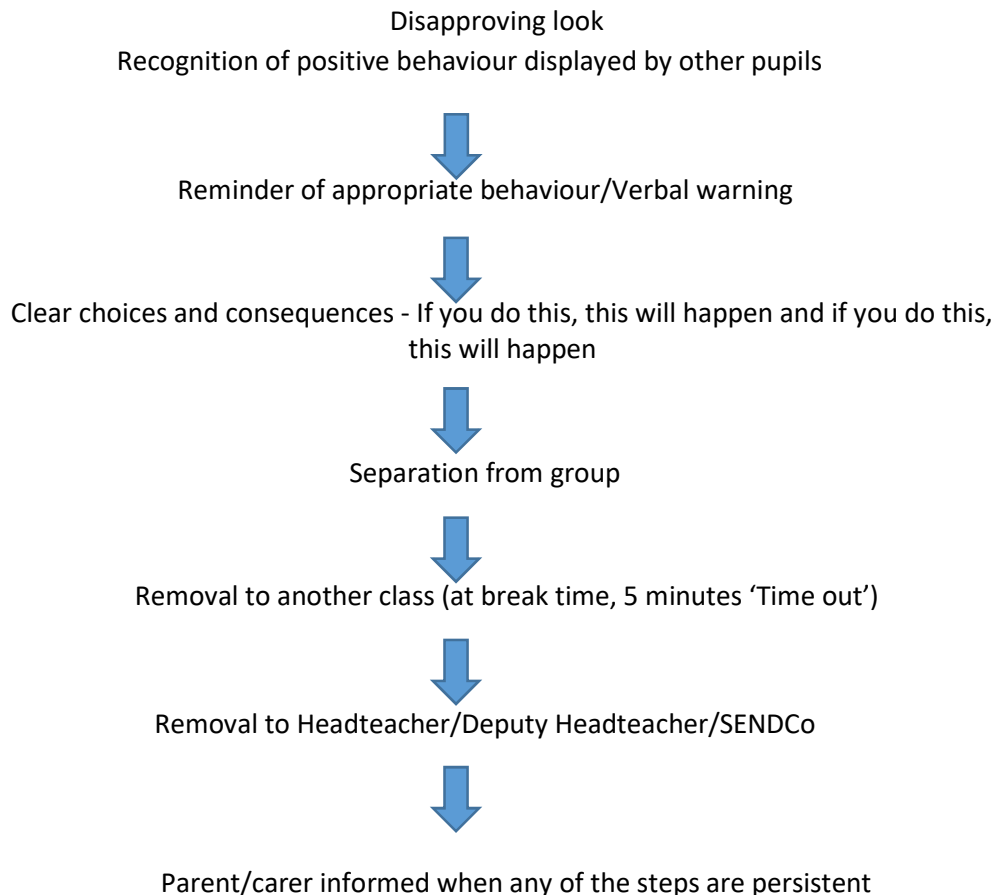 Disapproving look
Recognition of positive behaviour displayed by other pupils
Reminder of appropriate behaviour/Verbal warning
Clear choices and consequences - If you do this, this will happen and if you do this,
this will happen
Separation from group
Removal to another class (at break time, 5 minutes ‘Time out’)
Removal to Headteacher/Deputy Headteacher/SENDCo
Parent/carer informed when any of the steps are persistent